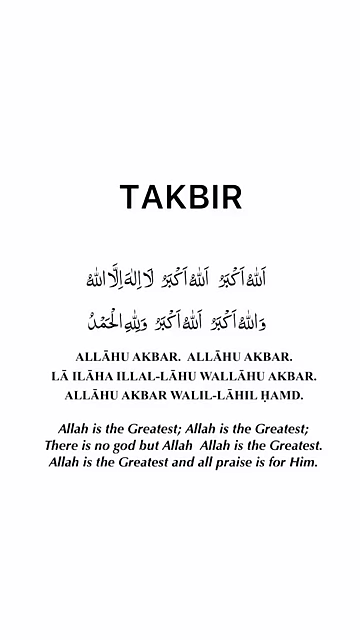 TAKBIR
اَللّٰهُ اَكْبَرُ اَللّٰهُ اَكْبَرُ لَا اِلٰهَ اِلَّا اللّٰهُ
وَاللّٰهُ اَكْبَرُ اَللّٰهُ اَكْبَرُ وَلِلّٰهِ الْحَمْدُ
ALLĀHU AKBAR. ALLĀHU AKBAR.
LĀ ILĀHA ILLAL-LĀHU WALLĀHU AKBAR.
ALLĀHU AKBAR WALIL-LĀHIL ḤAMD.
Allah is the Greatest; Allah is the Greatest;
There is no god but Allah Allah is the Greatest.
Allah is the Greatest and all praise is for Him.